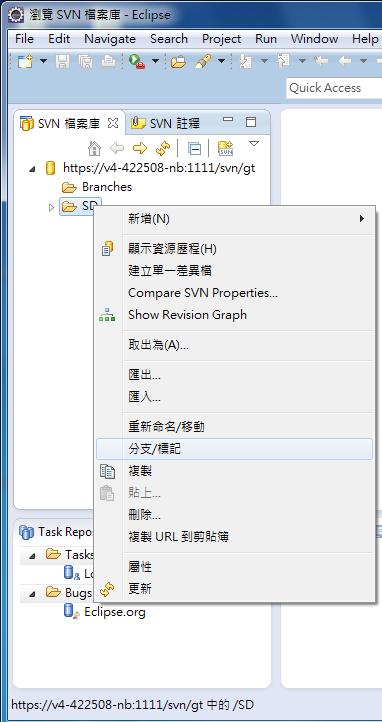 瀏覽 SVN 檔案庫 - Eclipse
File Edit Navigate Search Project Run Window Help
Quick Access
SVN 檔案庫 SVN 註釋
SVN
https://v4-422508-nb:1111/svn/gt
Branches
SD
新增(N)
顯示資源歷程(H)
建立單一差異檔
Compare SVN Properties...
Show Revision Graph
取出為(A)...
匯出...
匯入...
重新命名/移動
分支/標記
複製
貼上...
刪除...
複製 URL 到剪貼簿
屬性
更新
Task Repo
Tasks
Lo
Bugs
Eclipse.org
https://v4-422508-nb:1111/svn/gt 中的 /SD